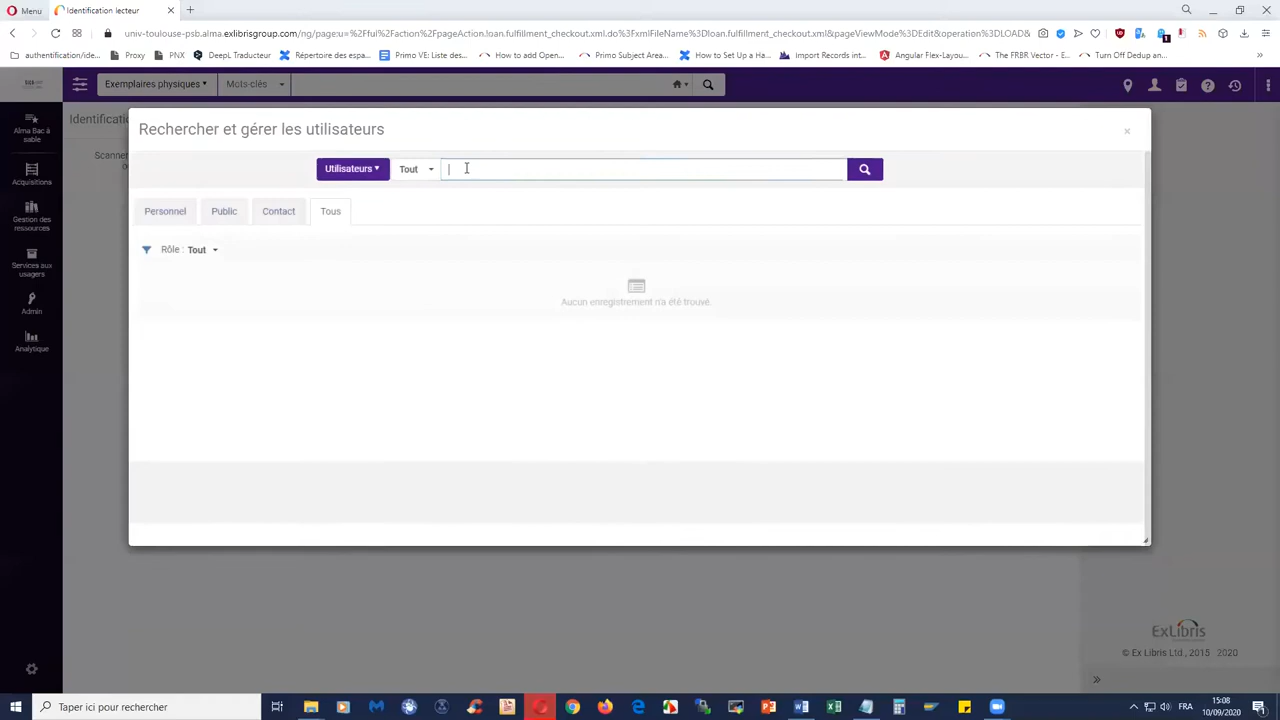 Menu
Identification lecteur
univ-toulouse-psb.alma.exlibrisgroup.com/ng/page;u=%2Fful%2Faction%2FpageAction.loan.fulfillment_checkout.xml.do%3FxmlFileName%3Dloan.fulfillment_checkout.xml&pageViewMode%3DEdit&operation%3DLOAD&
authentification/en...
Proxy
PNX
DeepL Traducteur
Répertoire des espa...
Primo VE: Liste des...
How to add Open...
Primo Subject Area...
How to Set Up a Ha...
Import Records int...
The FRBR Vector - E...
Angular Flex-Layou...
Turn Off Dedup an D...
Exemplaires physiques
Mots-clés
Alma Bac à sable
Acquisitions
Gestion des ressources
Services aux usagers
Admin
Analytique
Identificatio
Scanner
Rechercher et gérer les utilisateurs
×
Utilisateurs
Tout
Personnel
Public
Contact
Tous
Rôle : Tout
Aucun enregistrement n'a été trouvé.
ExLibris
© Ex Libris Ltd., 2015 2020
Taper ici pour rechercher
FRA
15:08
10/09/2020